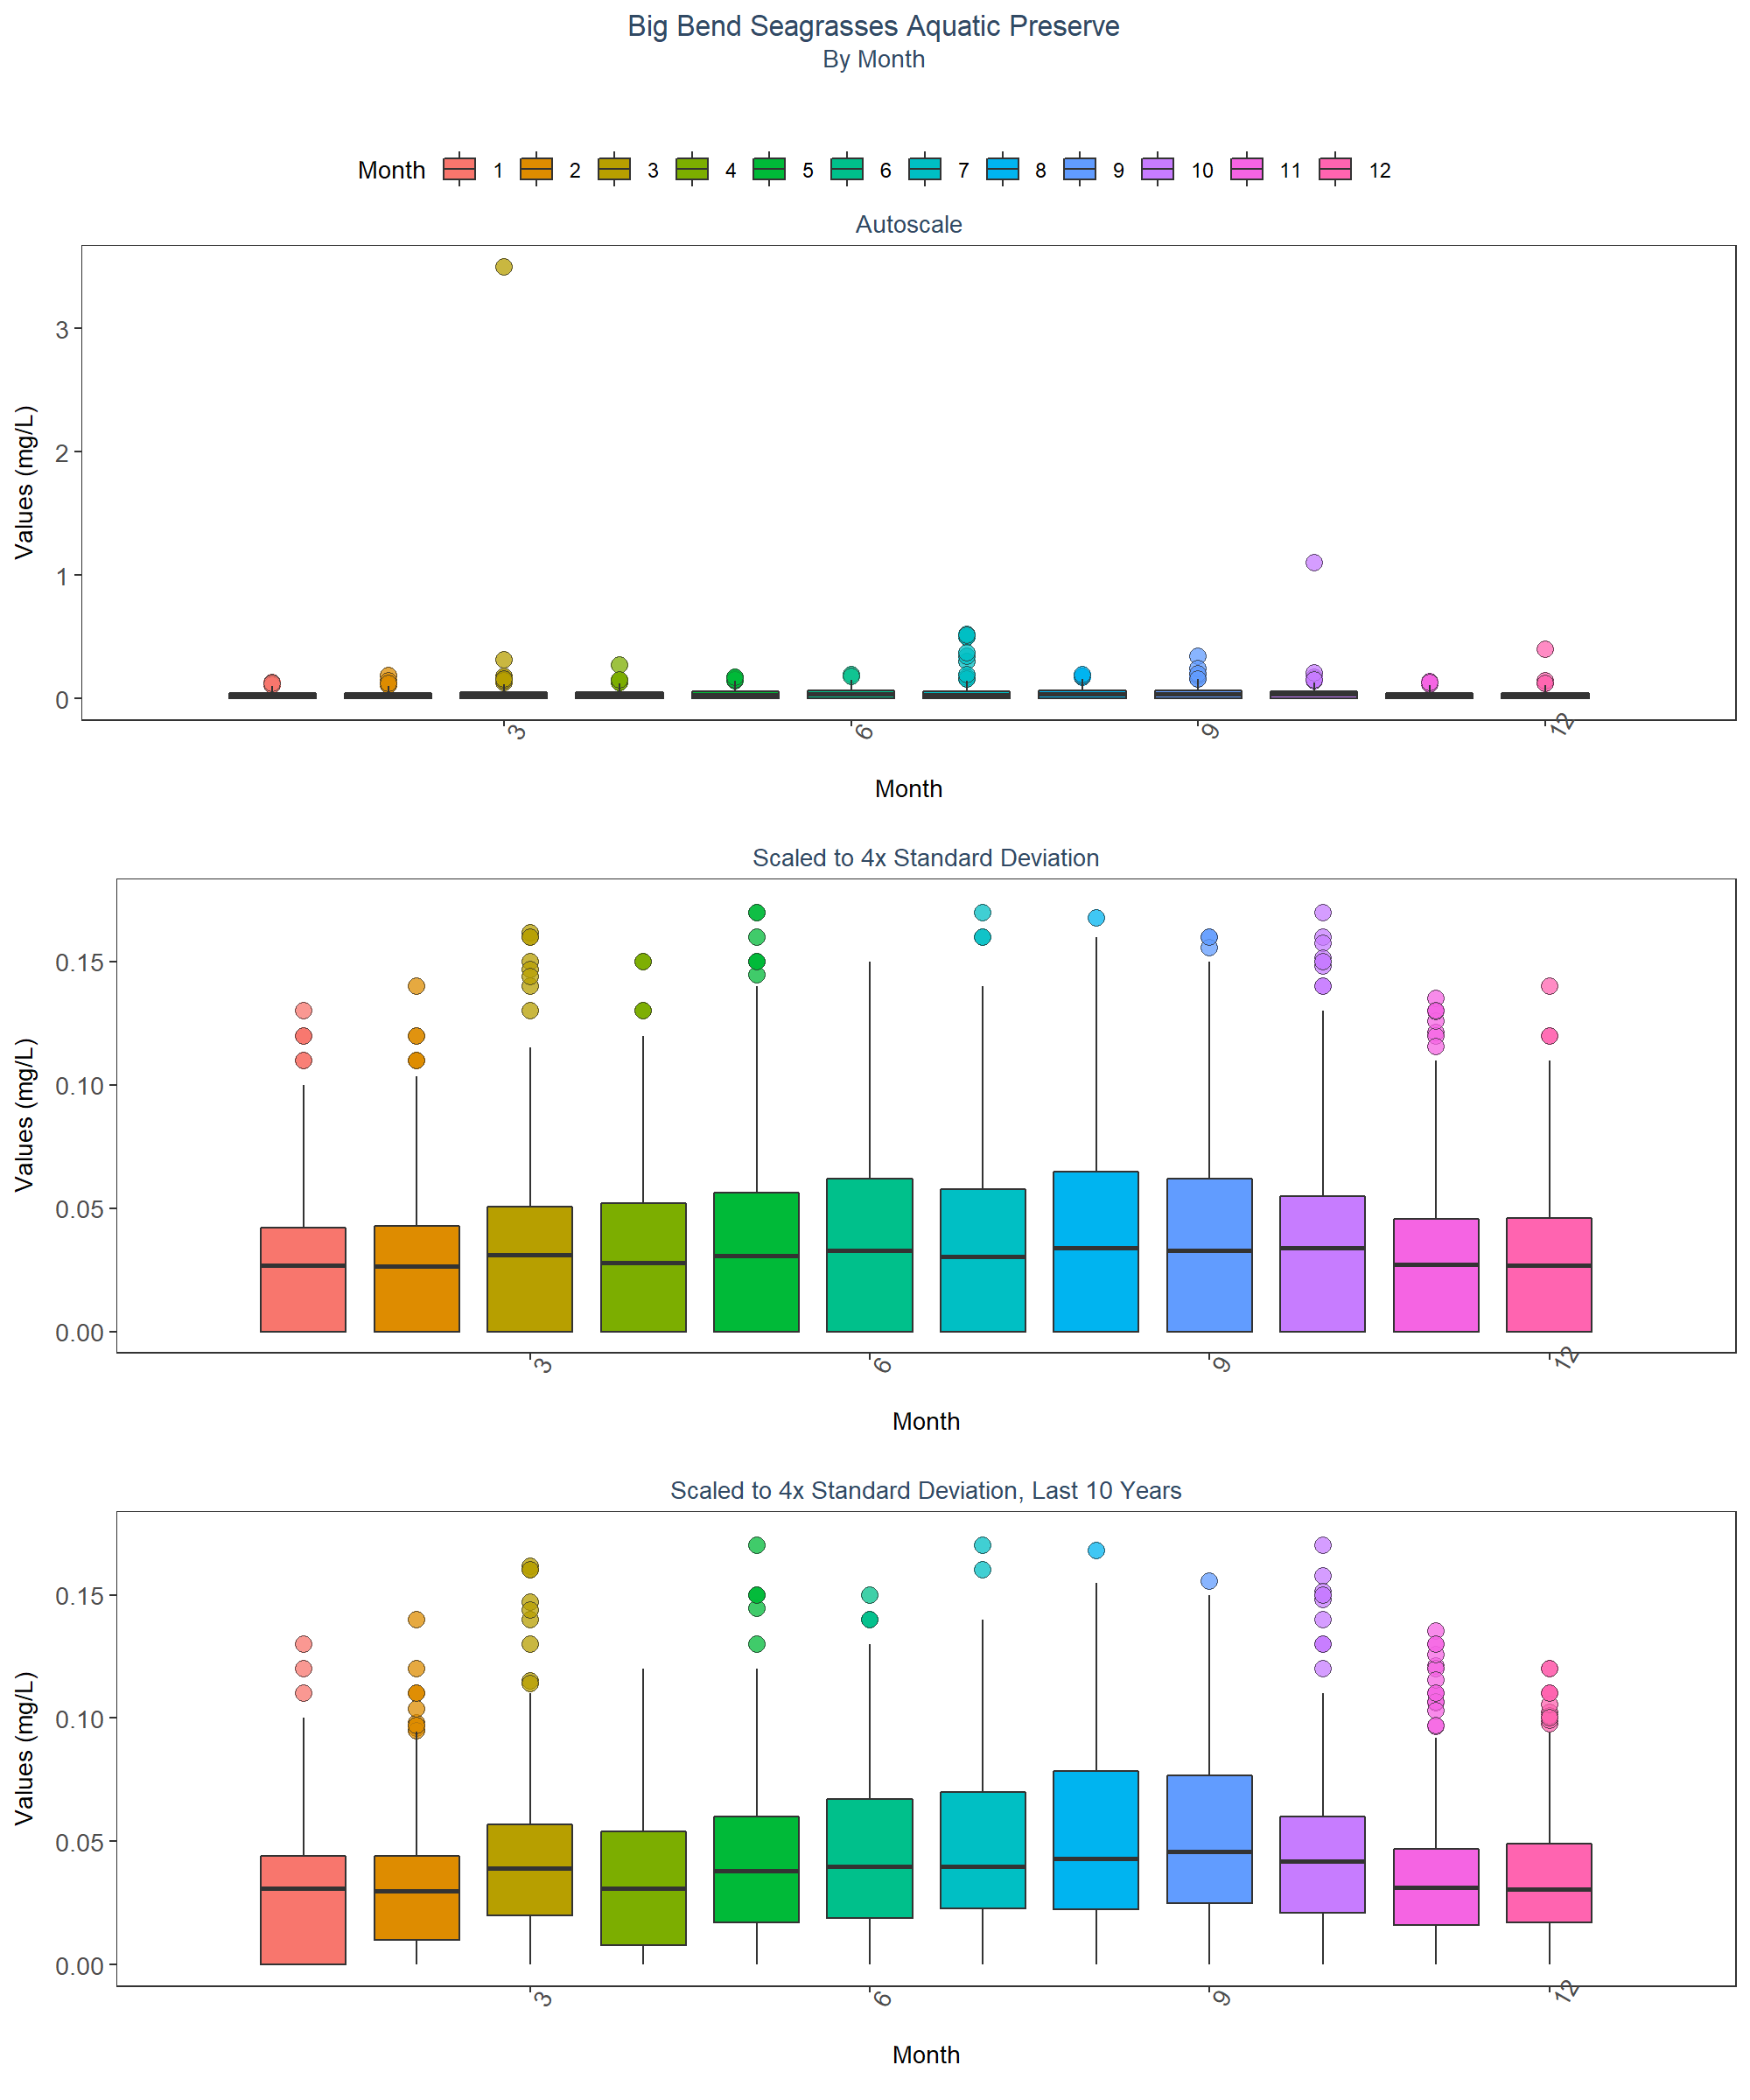 Big Bend Seagrasses Aquatic Preserve
By Month
Month 1 2 3 4 5 6 7 8 9 10 11 12
Autoscale
Values (mg/L)
3
2
1
0
3 6 9 12
Month
Scaled to 4x Standard Deviation
Values (mg/L)
0.15
0.10
0.05
0.00
3 6 9 12
Month
Scaled to 4x Standard Deviation, Last 10 Years
Values (mg/L)
0.15
0.10
0.05
0.00
3 6 9 12
Month